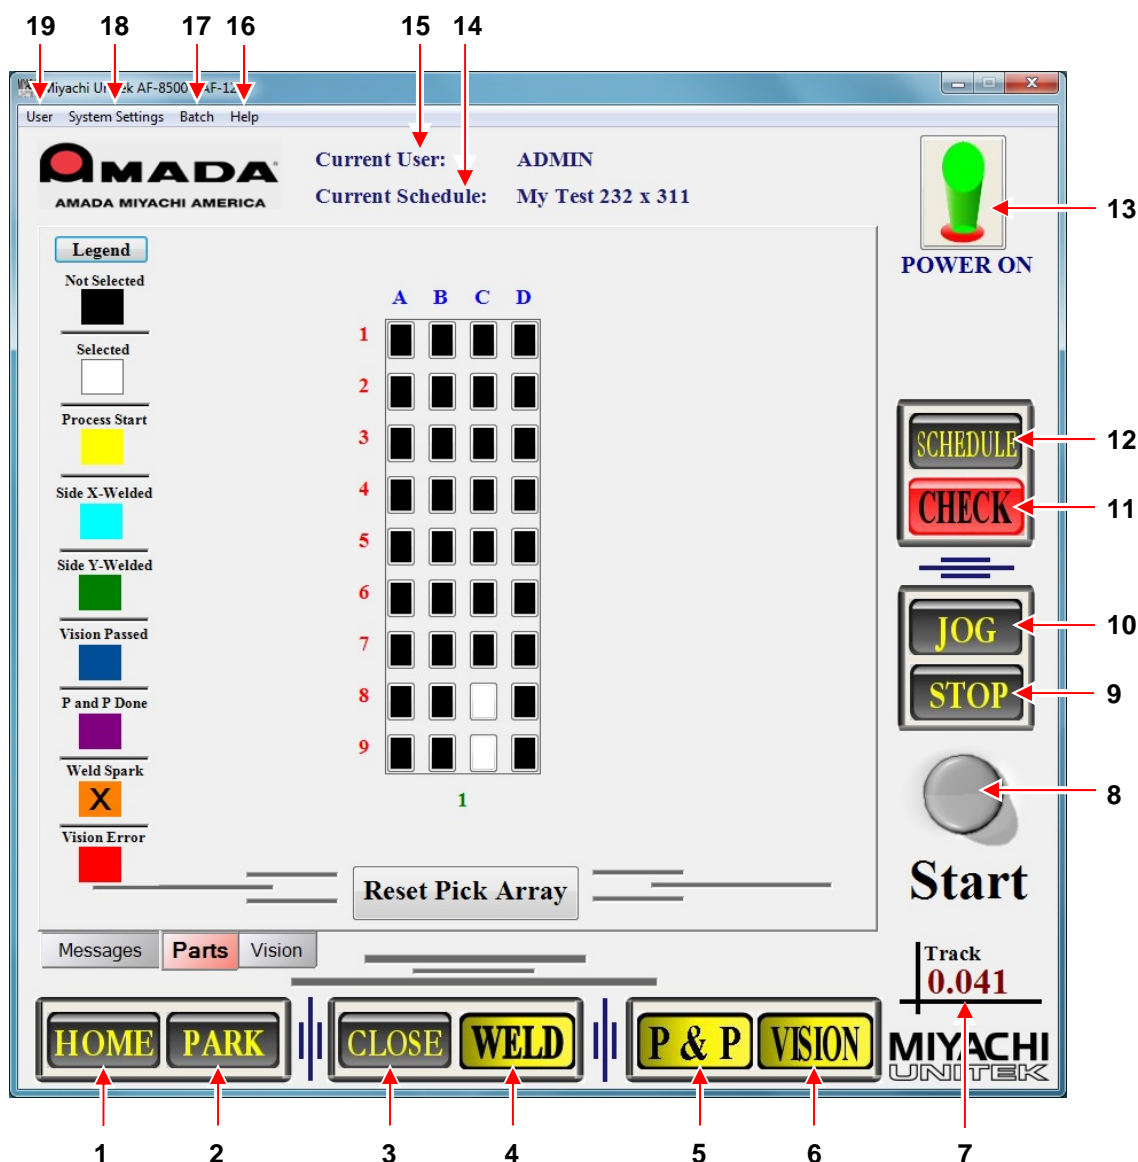 19 18 17 16 15 14
Miyachi Unitek AF-8500
User System Settings Batch Help
AMADA
AMADA MIYACHI AMERICA
Current User: ADMIN
Current Schedule: My Test 232 x 311
13
POWER ON
Legend
Not Selected
Selected
Process Start
Side X-Welded
Side Y-Welded
Vision Passed
P and P Done
Weld Spark
X
Vision Error
A B C D
1
2
3
4
5
6
7
8
9
1
Reset Pick Array
SCHEDULE 12
CHECK 11
JOG 10
STOP 9
8
Start
Messages Parts Vision
Track
0.041
HOME PARK CLOSE WELD P & P VISION
MIYACHI
UNITEK
1 2 3 4 5 6 7